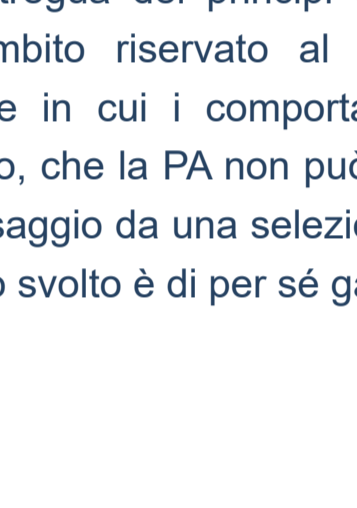 mbito riservato al
e in cui i comporta
o, che la PA non può
saggio da una selezio
o svolto è di per sé ga